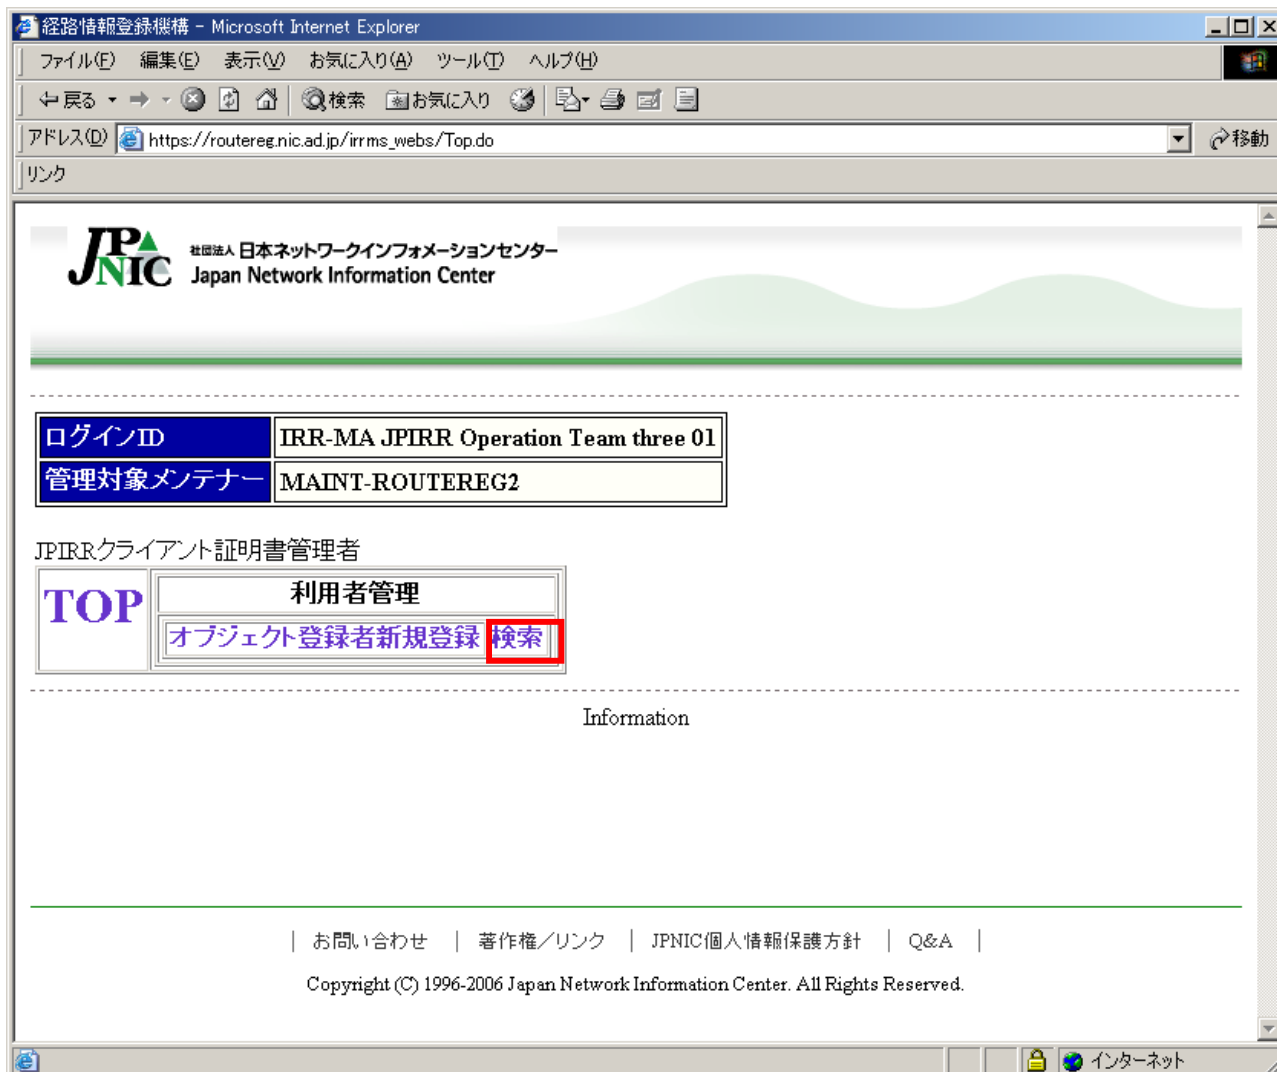 経路情報登録機構 - Microsoft Internet Explorer
ファイル(F) 編集(E) 表示(V) お気に入り(A) ツール(T) ヘルプ(H)
戻る 検索 お気に入り
アドレス(D) https://routereg.nic.ad.jp/irrms_webs/Top.do 移動
リンク
JPNIC 社団法人 日本ネットワークインフォメーションセンター
Japan Network Information Center
ログインID IRR-MA JPIRR Operation Team three 01
管理対象メンテナー MAINT-ROUTEREG2
JPIRRクライアント証明書管理者
TOP 利用者管理
オブジェクト登録者新規登録 検索
Information
| お問い合わせ | 著作権／リンク | JPNIC個人情報保護方針 | Q&A |
Copyright (C) 1996-2006 Japan Network Information Center. All Rights Reserved.
インターネット